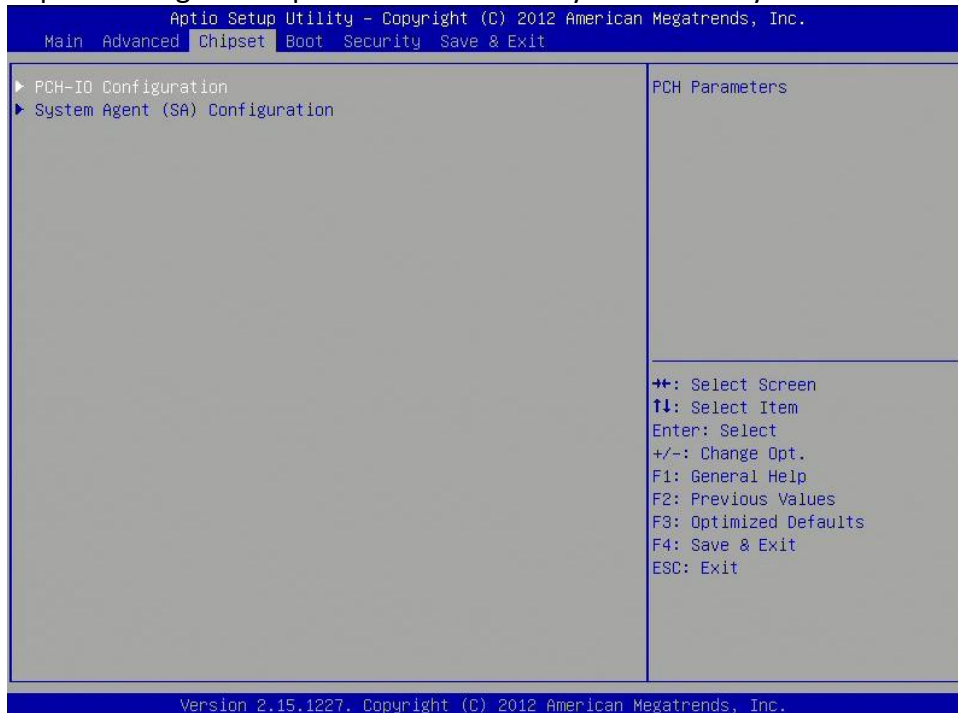 Aptio Setup Utility – Copyright (C) 2012 American Megatrends, Inc.
Main Advanced Chipset Boot Security Save & Exit
▶ PCH-IO Configuration
▶ System Agent (SA) Configuration
PCH Parameters
→←: Select Screen
↑↓: Select Item
Enter: Select
+/-: Change Opt.
F1: General Help
F2: Previous Values
F3: Optimized Defaults
F4: Save & Exit
ESC: Exit
Version 2.15.1227. Copyright (C) 2012 American Megatrends, Inc.